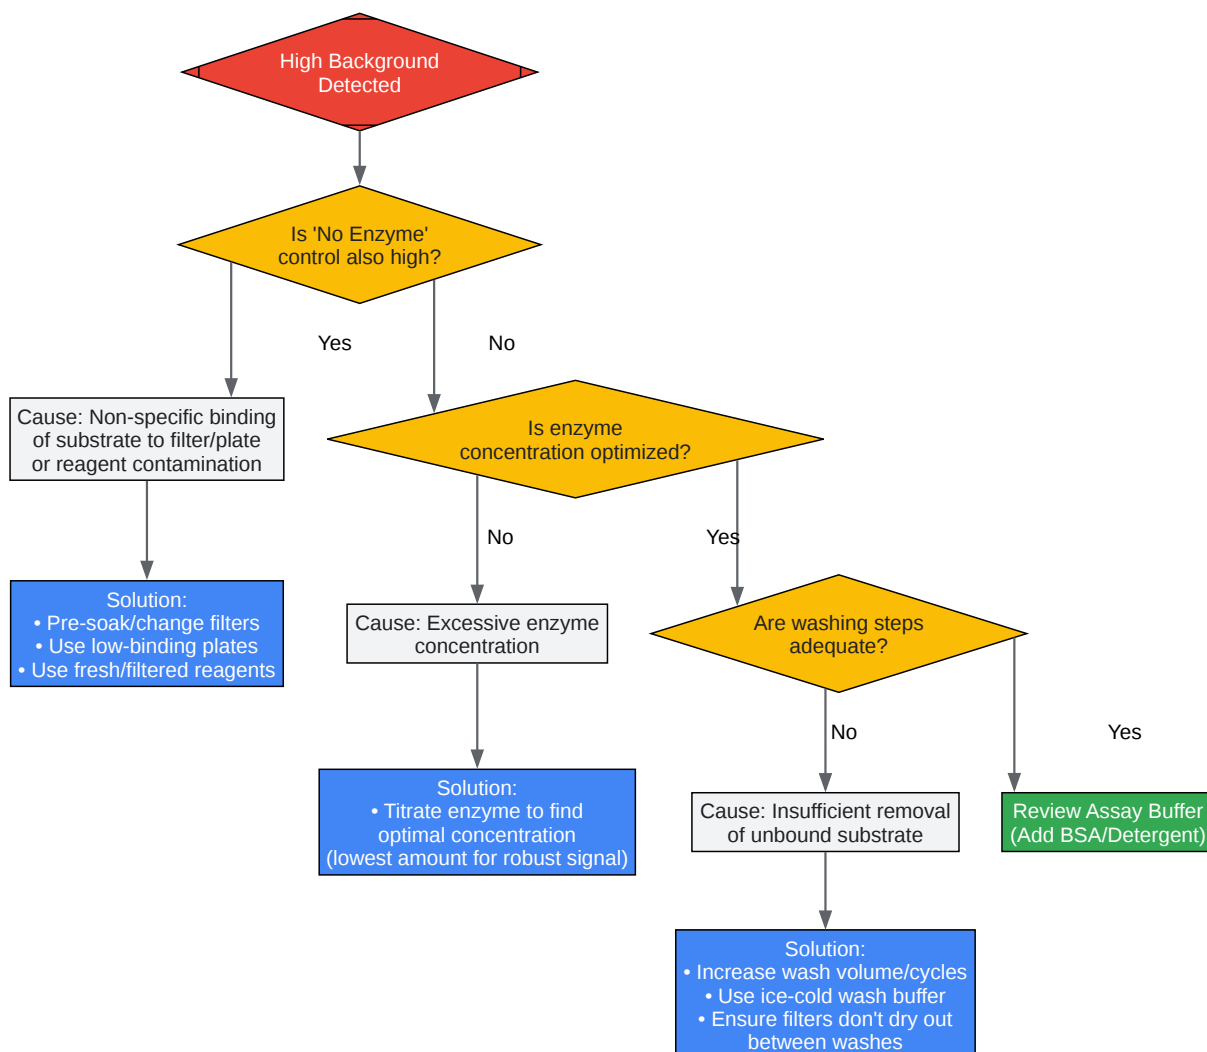 High Background
Detected
Is 'No Enzyme'
control also high?
Yes
No
Cause: Non-specific binding
of substrate to filter/plate
or reagent contamination
Is enzyme
concentration optimized?
No
Yes
Solution:
• Pre-soak/change filters
• Use low-binding plates
• Use fresh/filtered reagents
Cause: Excessive enzyme
concentration
Are washing steps
adequate?
No
Yes
Solution:
• Titrate enzyme to find
optimal concentration
(lowest amount for robust signal)
Cause: Insufficient removal
of unbound substrate
Review Assay Buffer
(Add BSA/Detergent)
Solution:
• Increase wash volume/cycles
• Use ice-cold wash buffer
• Ensure filters don't dry out
between washes